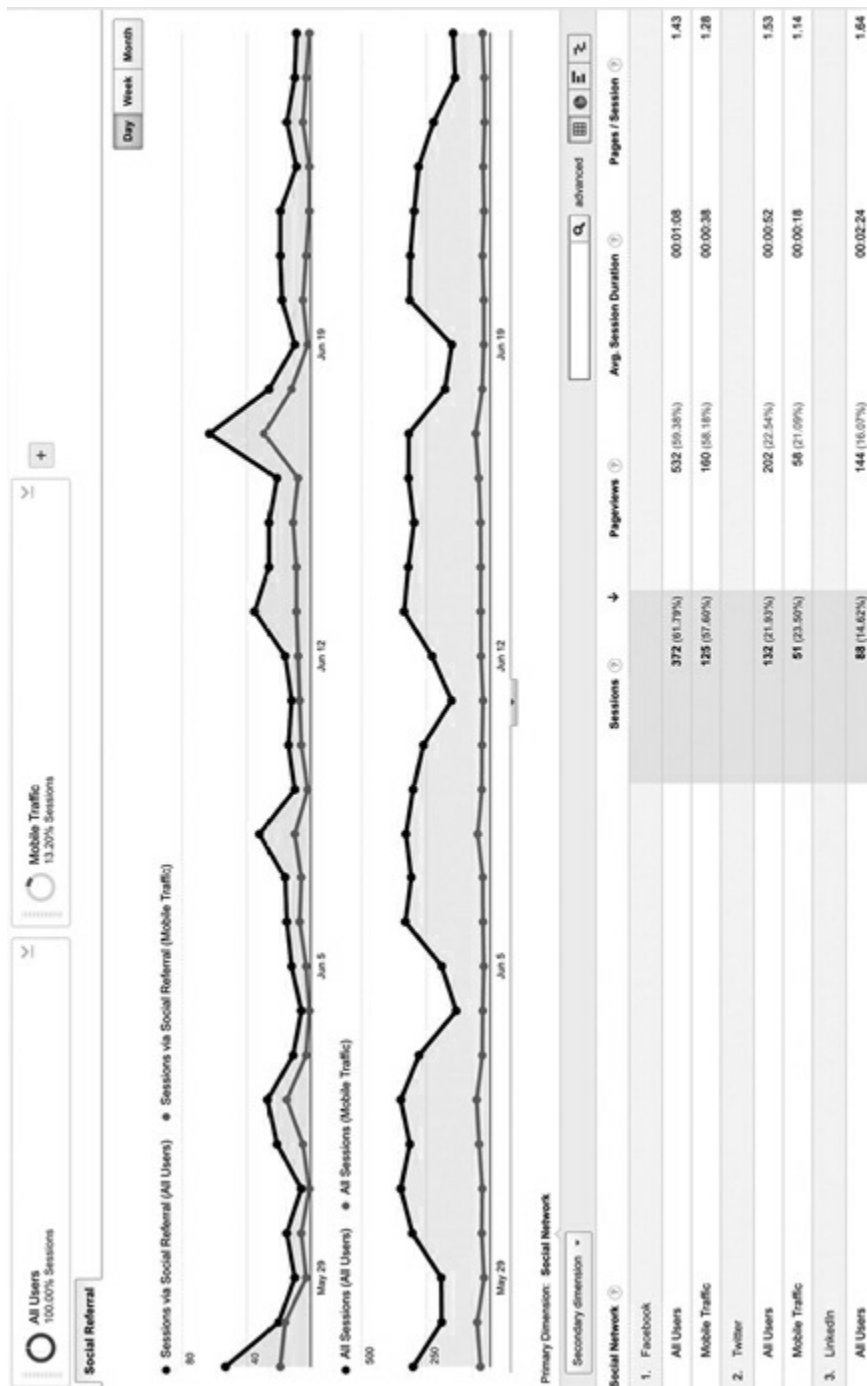 All Users
100.00% Sessions
Mobile Traffic
13.20% Sessions
+
Social Referral
Day Week Month
Sessions via Social Referral (All Users) Sessions via Social Referral (Mobile Traffic)
80
40
May 29 Jun 5 Jun 12 Jun 19
All Sessions (All Users) All Sessions (Mobile Traffic)
500
250
May 29 Jun 5 Jun 12 Jun 19
Primary Dimension: Social Network
Secondary dimension advanced
Social Network ? Sessions ? Pageviews ? Avg. Session Duration ? Pages / Session ?
1. Facebook
All Users 372 (61.79%) 532 (59.38%) 00:01:08 1.43
Mobile Traffic 125 (57.60%) 160 (58.18%) 00:00:38 1.28
2. Twitter
All Users 132 (21.93%) 202 (22.54%) 00:00:52 1.53
Mobile Traffic 51 (23.50%) 58 (21.09%) 00:00:18 1.14
3. LinkedIn
All Users 88 (14.62%) 144 (16.07%) 00:02:24 1.64